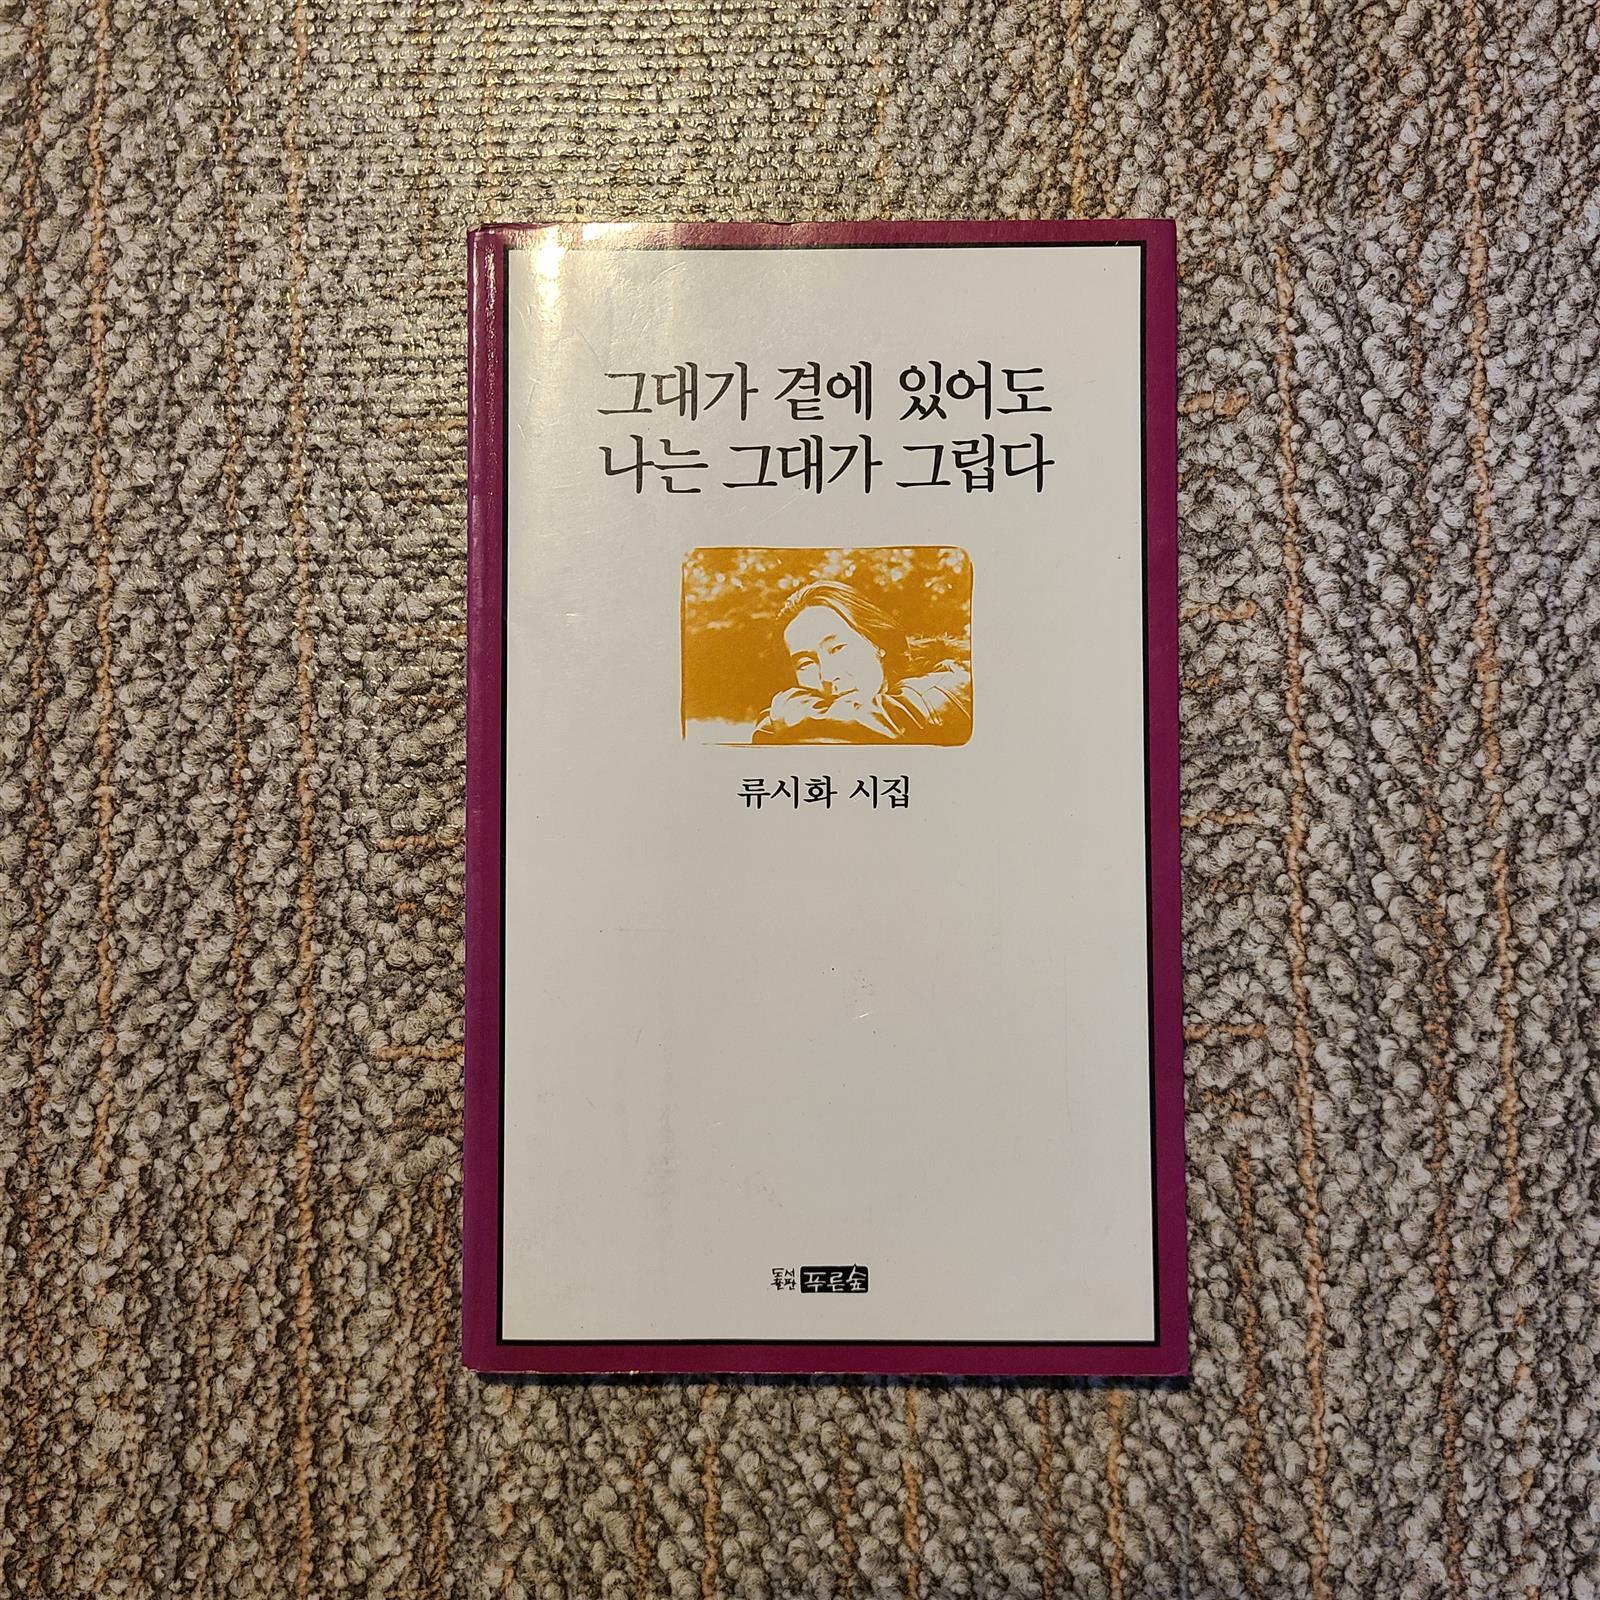 그대가 곁에 있어도
나는 그대가 그립다
류시화 시집
도서
출판 푸른숲